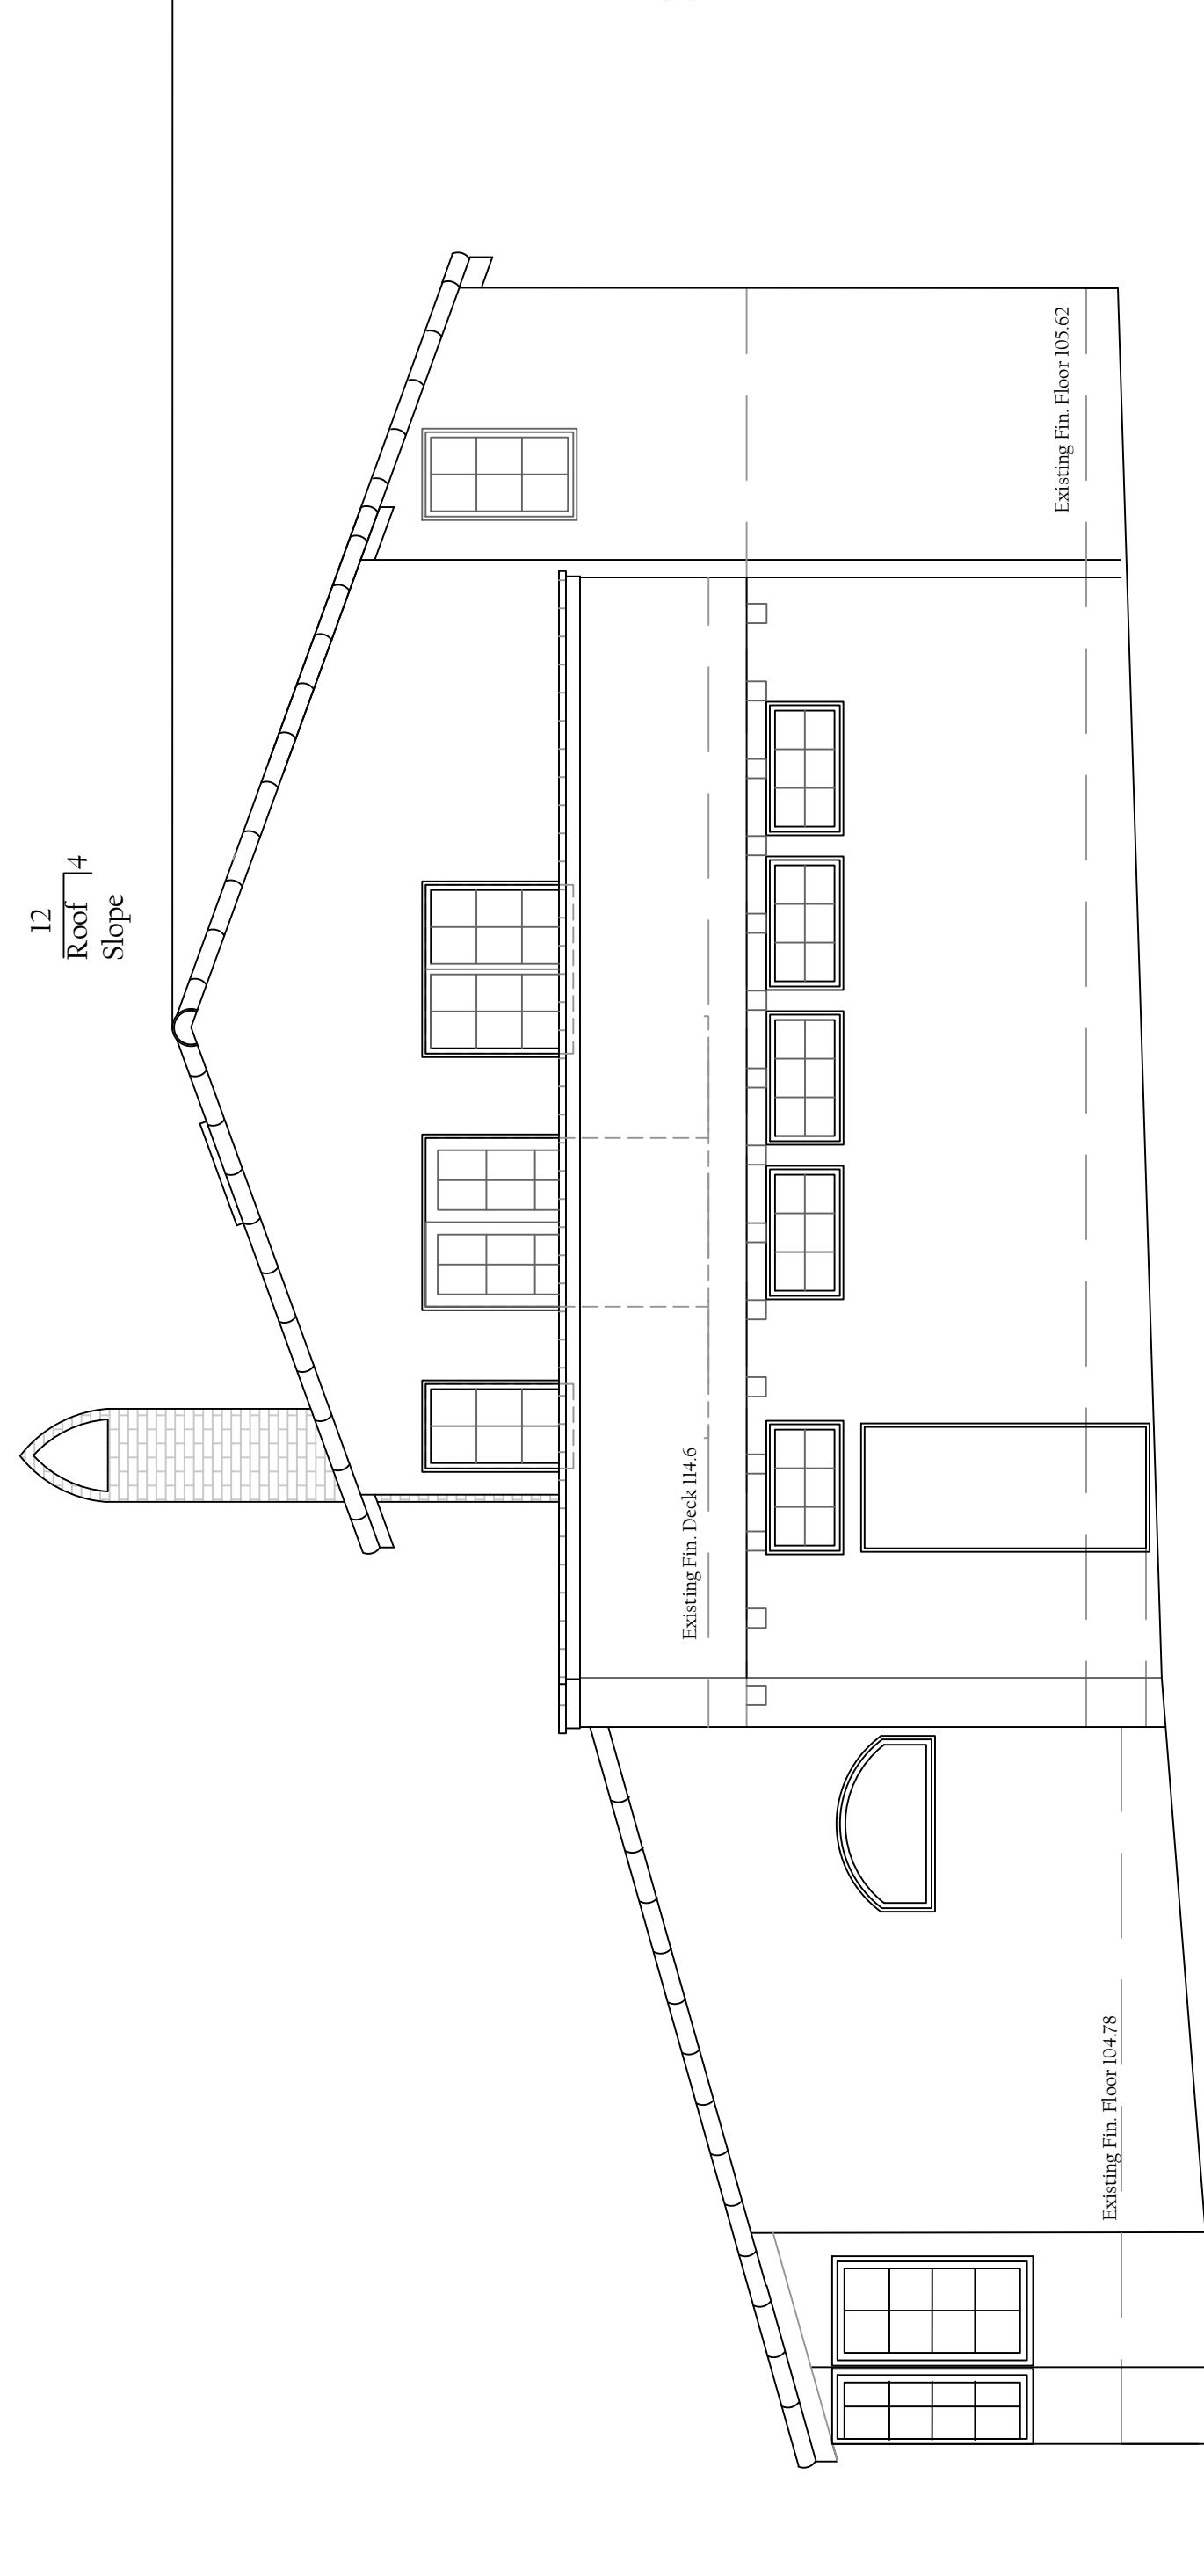 12
Roof 4
Slope
Existing Fin. Floor 105.62
Existing Fin. Deck 114.6
Existing Fin. Floor 104.78